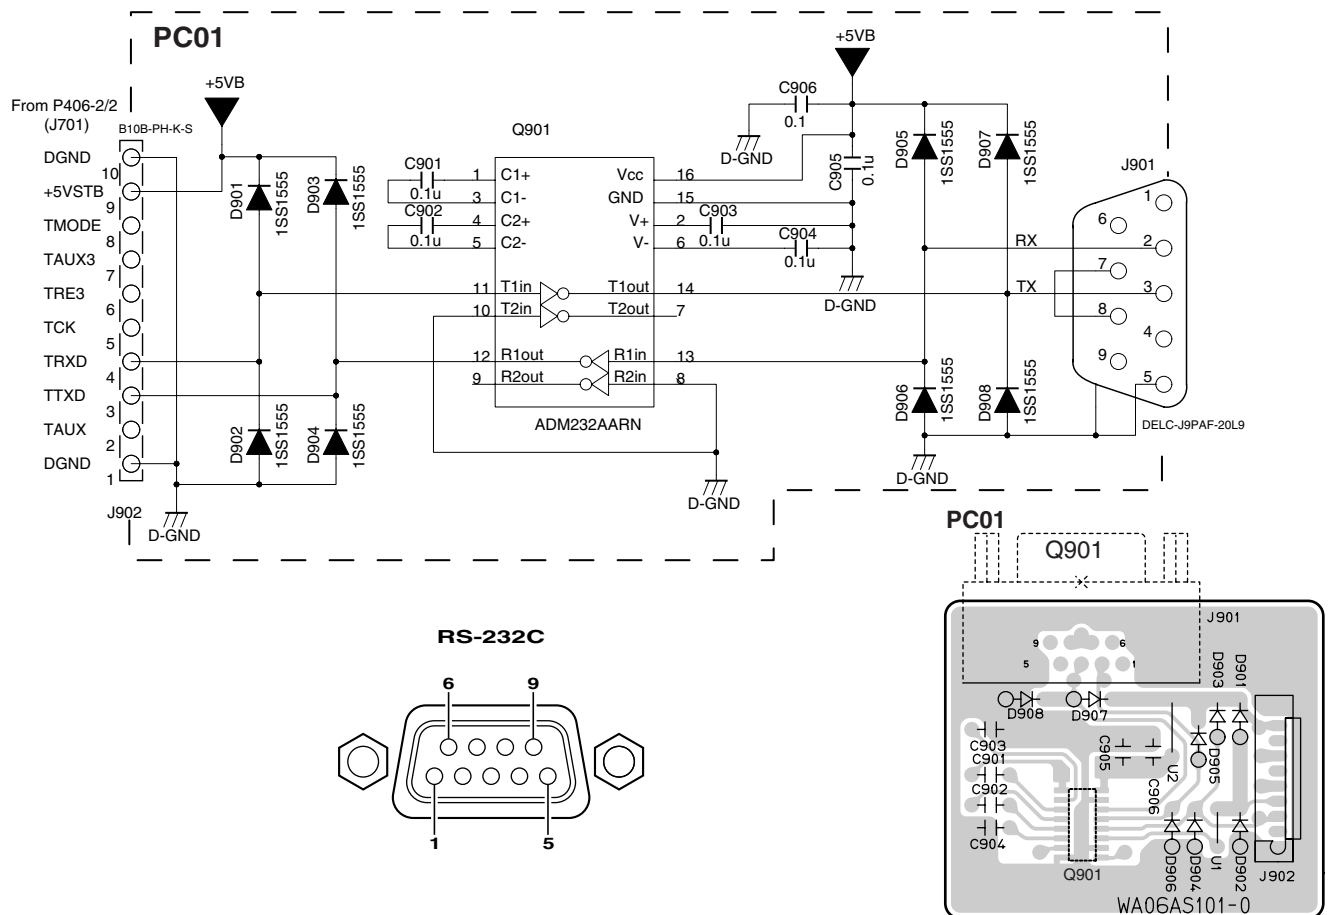 PC01
+5VB
+5VB
From P406-2/2
(J701)
B10B-PH-K-S
DGND
10
+5VSTB
9
TMODE
8
TAUX3
7
TRE3
6
TCK
5
TRXD
4
TTXD
3
TAUX
2
DGND
1
J902
D-GND
D901
1SS1555
D903
1SS1555
D902
1SS1555
D904
1SS1555
C901
0.1u
C902
0.1u
Q901
1 C1+ Vcc 16
3 C1- GND 15
4 C2+ V+ 2
5 C2- V- 6
11 T1in T1out 14
10 T2in T2out 7
12 R1out R1in 13
9 R2out R2in 8
ADM232AARN
D-GND
C906
0.1
D-GND
C905
0.1u
C903
0.1u
C904
0.1u
D-GND
D905
1SS1555
D907
1SS1555
D906
1SS1555
D908
1SS1555
D-GND
RX
TX
J901
1
6
2
7
3
8
4
9
5
DELC-J9PAF-20L9
RS-232C
6 9
1 5
PC01
Q901
J901
9 6
5 1
D903
D901
D908
D907
C903
C901
C902
C904
C905
C906
U2
D905
Q901
D906
D904
U1
D902
J902
WA06AS101-0